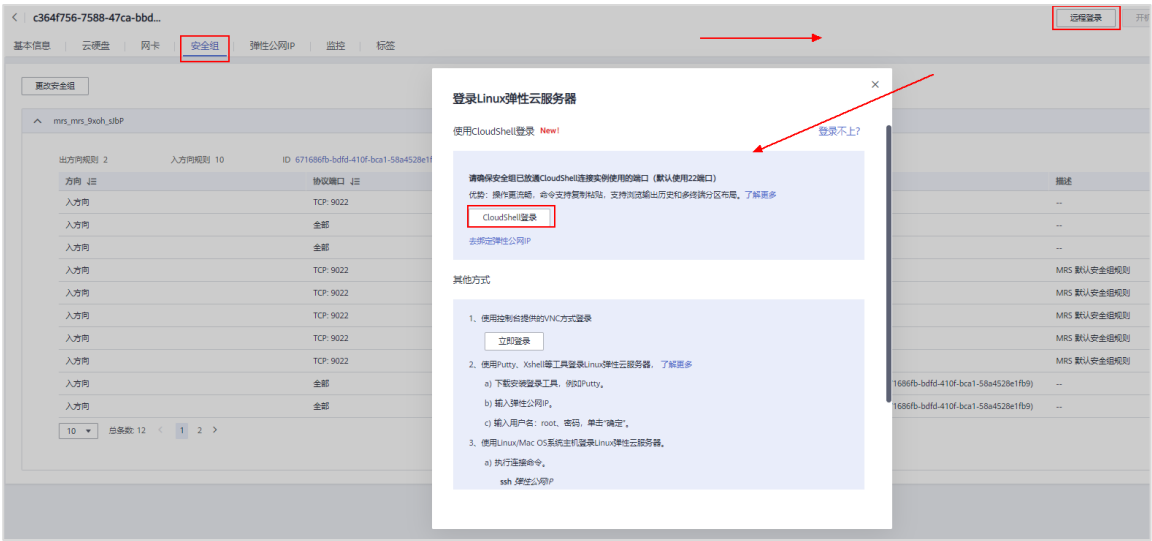 < c364f756-7588-47ca-bbd... 远程登录 开
基本信息 云硬盘 网卡 安全组 弹性公网IP 监控 标签
更改安全组
mrs_mrs_9xoh_sJbP
出方向规则 2 入方向规则 10 ID 671686fb-bdfd-410f-bca1-58a4528e1f
方向 协议端口 描述
入方向 TCP: 9022 --
入方向 全部 --
入方向 全部 --
入方向 TCP: 9022 MRS 默认安全组规则
入方向 TCP: 9022 MRS 默认安全组规则
入方向 TCP: 9022 MRS 默认安全组规则
入方向 TCP: 9022 MRS 默认安全组规则
入方向 TCP: 9022 MRS 默认安全组规则
入方向 全部 1686fb-bdfd-410f-bca1-58a4528e1fb9) --
入方向 全部 1686fb-bdfd-410f-bca1-58a4528e1fb9) --
10 总条数: 12 < 1 2 >
登录Linux弹性云服务器 ×
使用CloudShell登录 New! 登录不上?
请确保安全组已放通CloudShell连接实例使用的端口（默认使用22端口）
优势：操作更流畅，命令支持复制粘贴，支持浏览输出历史和多终端分区布局。了解更多
CloudShell登录
去绑定弹性公网IP
其他方式
1、使用控制台提供的VNC方式登录
立即登录
2、使用Putty、Xshell等工具登录Linux弹性云服务器， 了解更多
a) 下载安装登录工具，例如Putty。
b) 输入弹性公网IP。
c) 输入用户名：root、密码，单击“确定”。
3、使用Linux/Mac OS系统主机登录Linux弹性云服务器。
a) 执行连接命令。
ssh 弹性公网IP